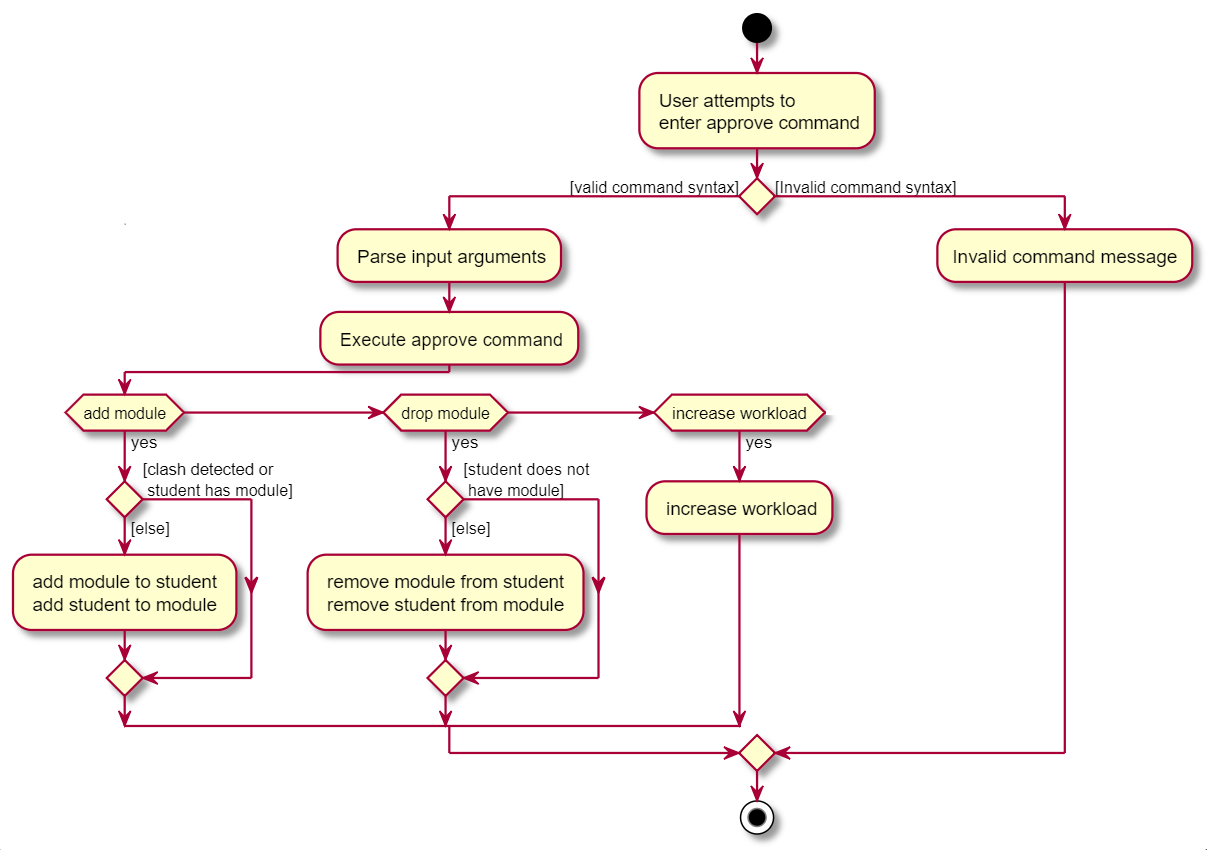 User attempts to
enter approve command
[valid command syntax]
[Invalid command syntax]
Parse input arguments
Invalid command message
Execute approve command
add module
drop module
increase workload
yes
yes
yes
[clash detected or
student has module]
[student does not
have module]
increase workload
[else]
[else]
add module to student
add student to module
remove module from student
remove student from module